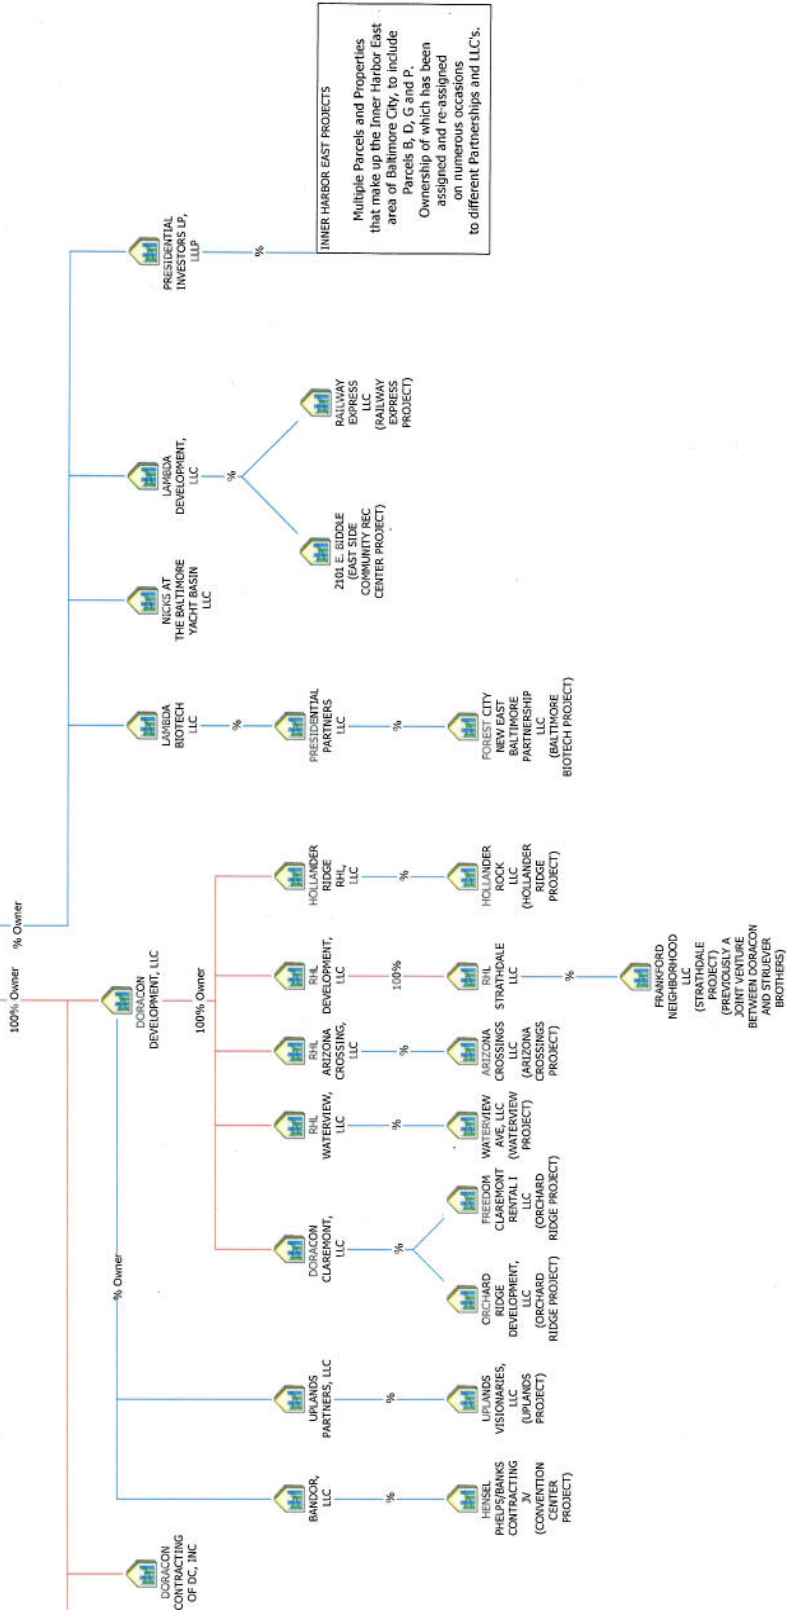 100% Owner
% Owner
DORACON
CONTRACTING
OF DC, INC
% Owner
DORACON
DEVELOPMENT, LLC
LAMBDA
BIOTECH
LLC
NICKS AT
THE BALTIMORE
YACHT BASIN
LLC
LAMBDA
DEVELOPMENT,
LLC
PRESIDENTIAL
INVESTORS LP,
LLLP
100% Owner
%
%
%
BANDOR,
LLC
UPLANDS
PARTNERS, LLC
DORACON
CLAREMONT,
LLC
RHL
WATERVIEW,
LLC
RHL
ARIZONA
CROSSING,
LLC
RHL
DEVELOPMENT,
LLC
HOLLANDER
RIDGE
RHL,
LLC
PRESIDENTIAL
PARTNERS
LLC
2101 E. BIDDLE
(EAST SIDE
COMMUNITY REC
CENTER PROJECT)
RAILWAY
EXPRESS
LLC
(RAILWAY
EXPRESS
PROJECT)
INNER HARBOR EAST PROJECTS
Multiple Parcels and Properties
that make up the Inner Harbor East
area of Baltimore City, to include
Parcels B, D, G and P.
Ownership of which has been
assigned and re-assigned
on numerous occasions
to different Partnerships and LLC's.
%
%
%
%
%
100%
%
%
HENSEL
PHELPS/BANKS
CONTRACTING
JV
(CONVENTION
CENTER
PROJECT)
UPLANDS
VISIONARIES,
LLC
(UPLANDS
PROJECT)
ORCHARD
RIDGE
DEVELOPMENT,
LLC
(ORCHARD
RIDGE PROJECT)
FREEDOM
CLAREMONT
RENTAL I
LLC
(ORCHARD
RIDGE PROJECT)
WATERVIEW
AVE, LLC
(WATERVIEW
PROJECT)
ARIZONA
CROSSINGS
LLC
(ARIZONA
CROSSINGS
PROJECT)
RHL
STRATHDALE
LLC
HOLLANDER
ROCK
LLC
(HOLLANDER
RIDGE
PROJECT)
FOREST CITY
NEW EAST
BALTIMORE
PARTNERSHIP
LLC
(BALTIMORE
BIOTECH PROJECT)
%
FRANKFORD
NEIGHBORHOOD
LLC
(STRATHDALE
PROJECT)
(PREVIOUSLY A
JOINT VENTURE
BETWEEN DORACON
AND STRUEVER
BROTHERS)